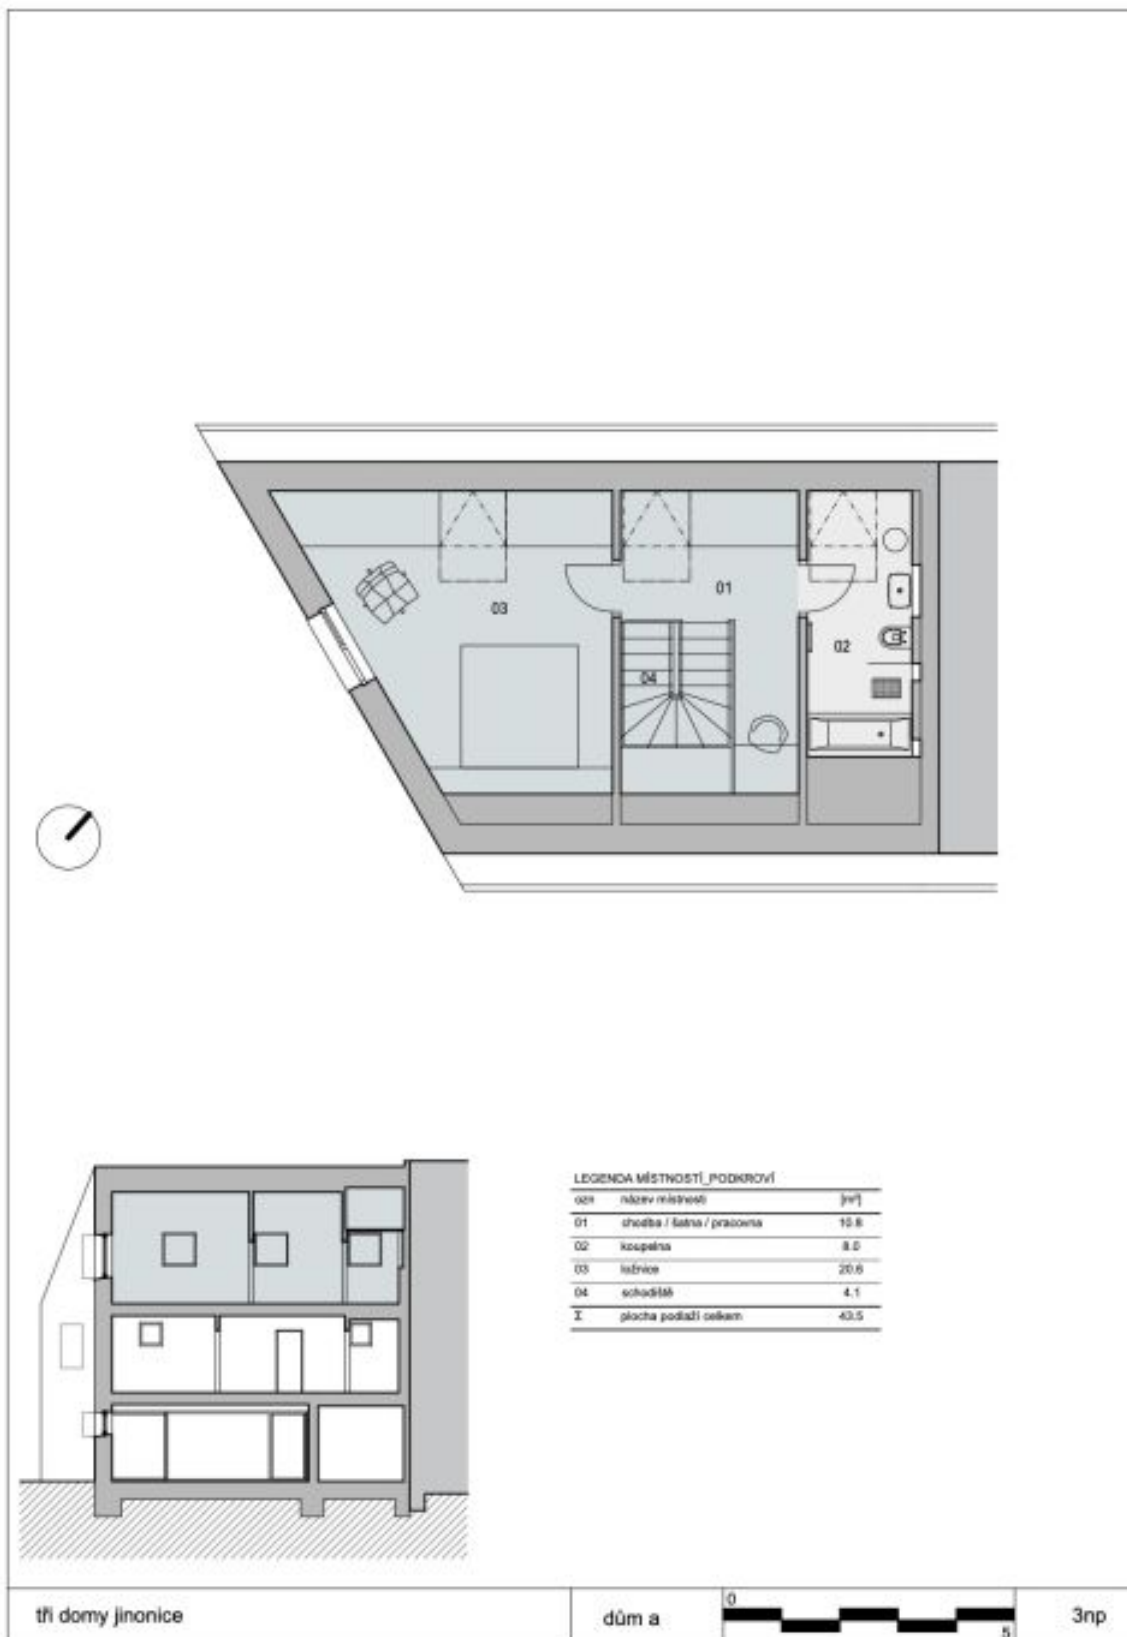 01
03
02
04
LEGENDA MÍSTNOSTÍ_PODKROVÍ
ozn název místnosti [m²]
01 chodba / šatna / pracovna 10.8
02 koupelna 8.0
03 ložnice 20.6
04 schodiště 4.1
Σ plocha podlaží celkem 43.5
tři domy jinonice dům a 0 5 3np